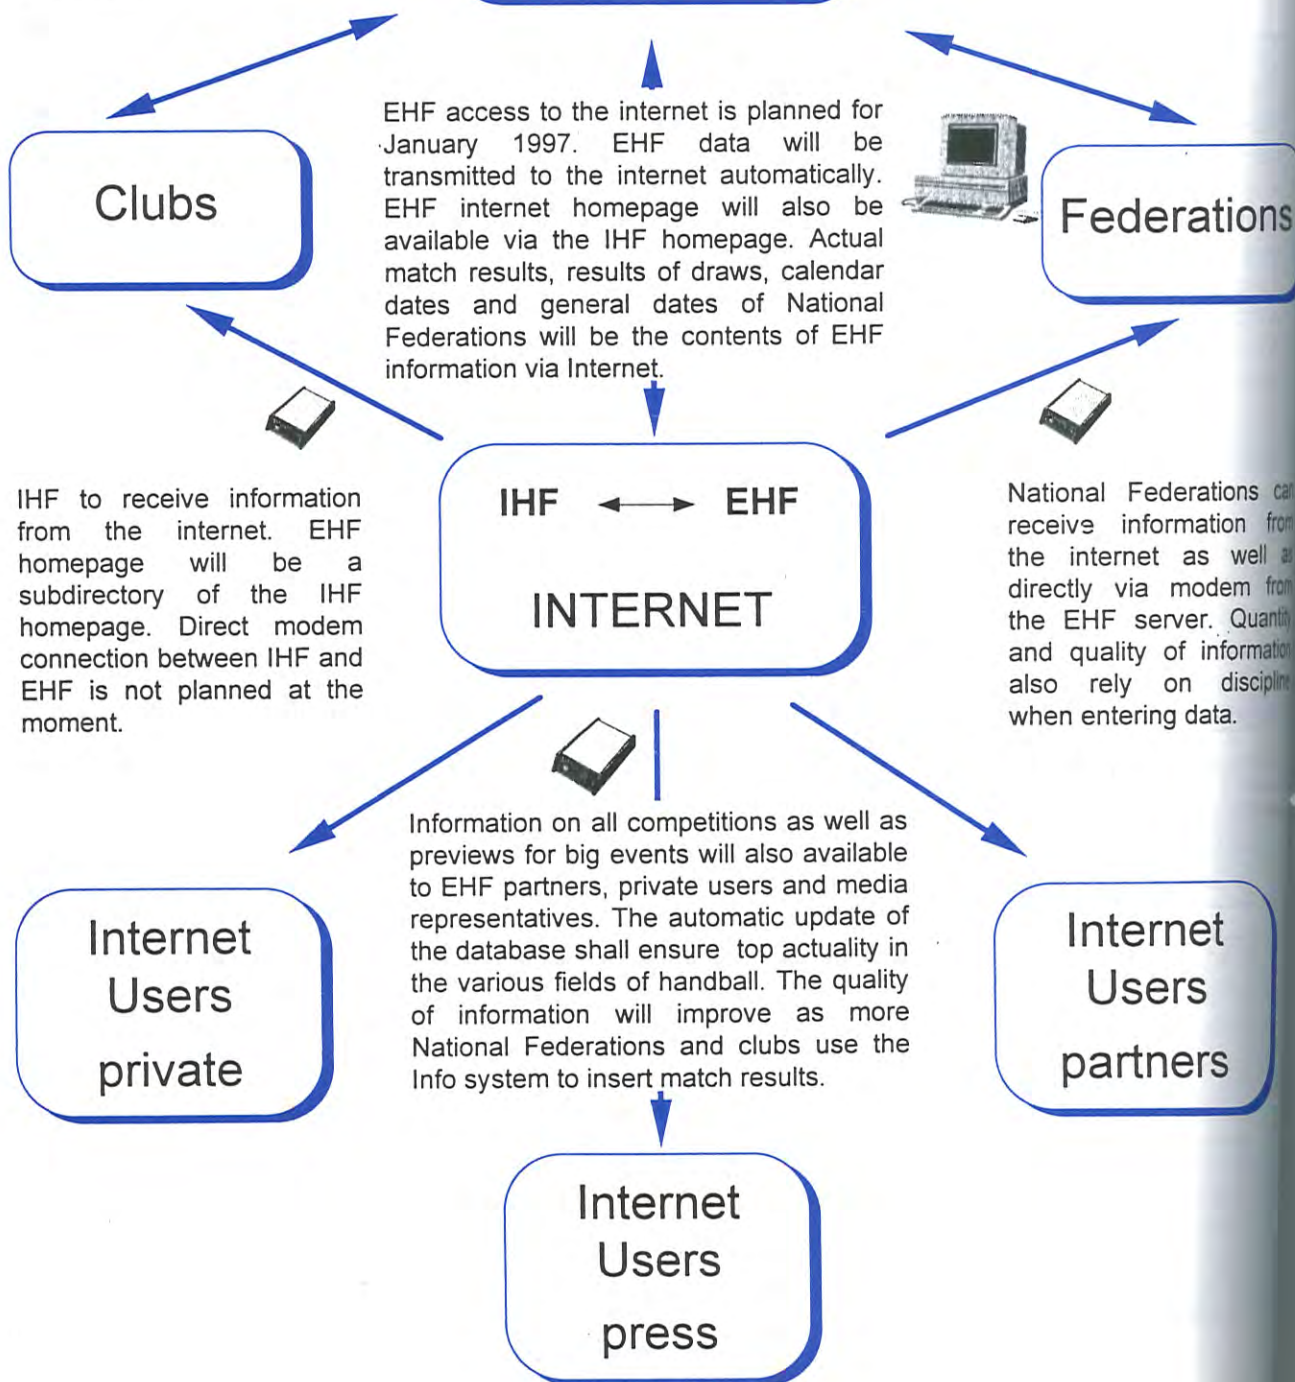 EHF access to the internet is planned for
January 1997. EHF data will be
transmitted to the internet automatically.
EHF internet homepage will also be
available via the IHF homepage. Actual
match results, results of draws, calendar
dates and general dates of National
Federations will be the contents of EHF
information via Internet.
Clubs
Federations
IHF to receive information
from the internet. EHF
homepage will be a
subdirectory of the IHF
homepage. Direct modem
connection between IHF and
EHF is not planned at the
moment.
IHF EHF
INTERNET
National Federations can
receive information from
the internet as well as
directly via modem from
the EHF server. Quantity
and quality of information
also rely on discipline
when entering data.
Information on all competitions as well as
previews for big events will also available
to EHF partners, private users and media
representatives. The automatic update of
the database shall ensure top actuality in
the various fields of handball. The quality
of information will improve as more
National Federations and clubs use the
Info system to insert match results.
Internet
Users
private
Internet
Users
partners
Internet
Users
press